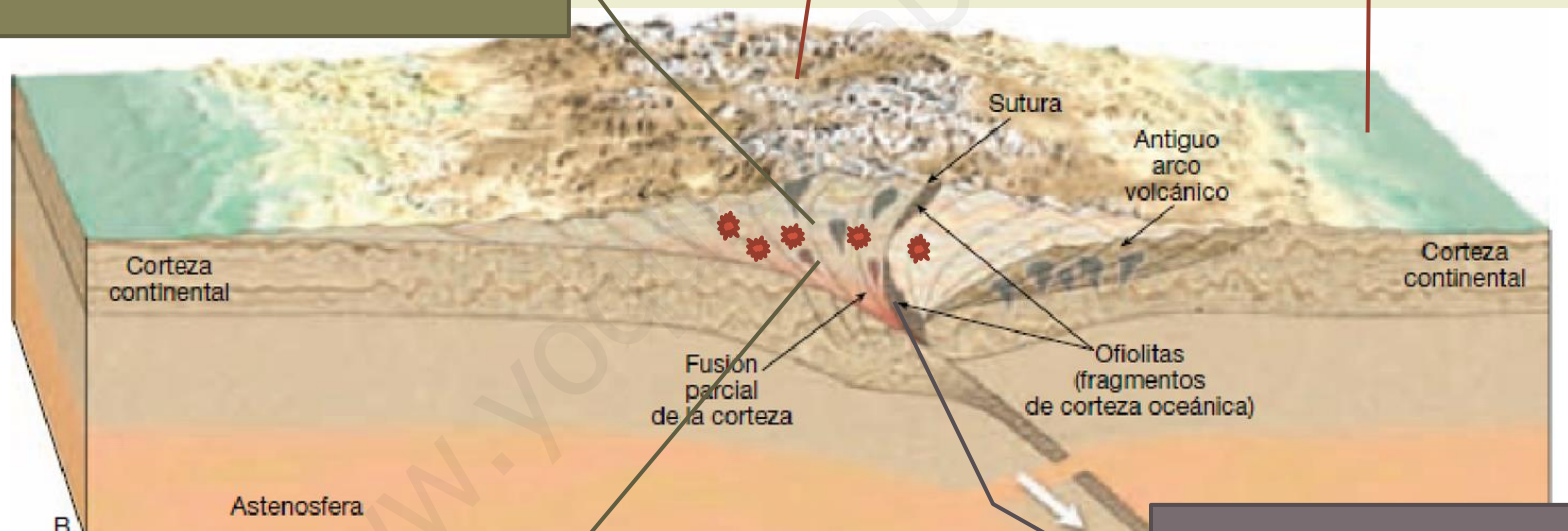 Sutura
Antiguo
arco
volcánico
Corteza
continental
Corteza
continental
Fusión
parcial
de la corteza
Ofiolitas
(fragmentos
de corteza oceánica)
Astenosfera
B